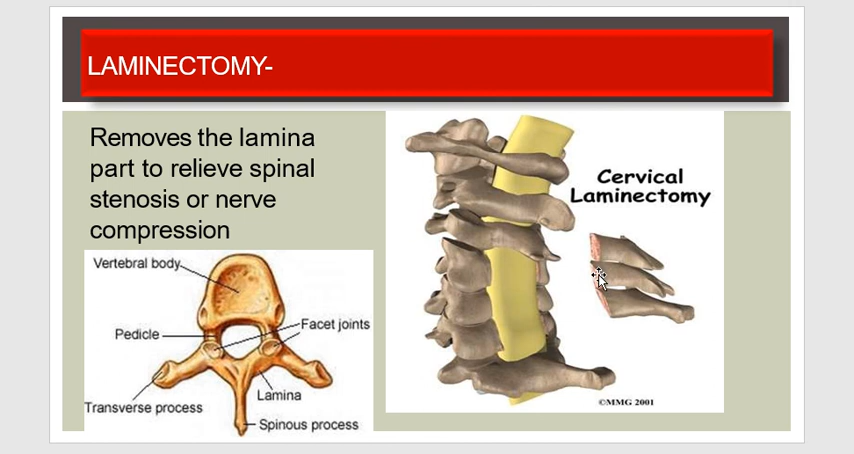 LAMINECTOMY-
Removes the lamina
part to relieve spinal
stenosis or nerve
compression
Vertebral body
Pedicle
Facet joints
Transverse process
Lamina
Spinous process
Cervical
Laminectomy
©MMG 2001